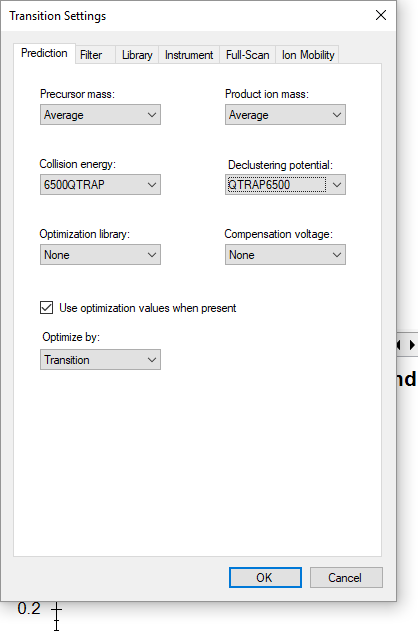 Transition Settings
Prediction Filter Library Instrument Full-Scan Ion Mobility
Precursor mass: Product ion mass:
Average Average
Collision energy: Declustering potential:
6500QTRAP QTRAP6500
Optimization library: Compensation voltage:
None None
Use optimization values when present
Optimize by:
Transition
OK Cancel
0.2